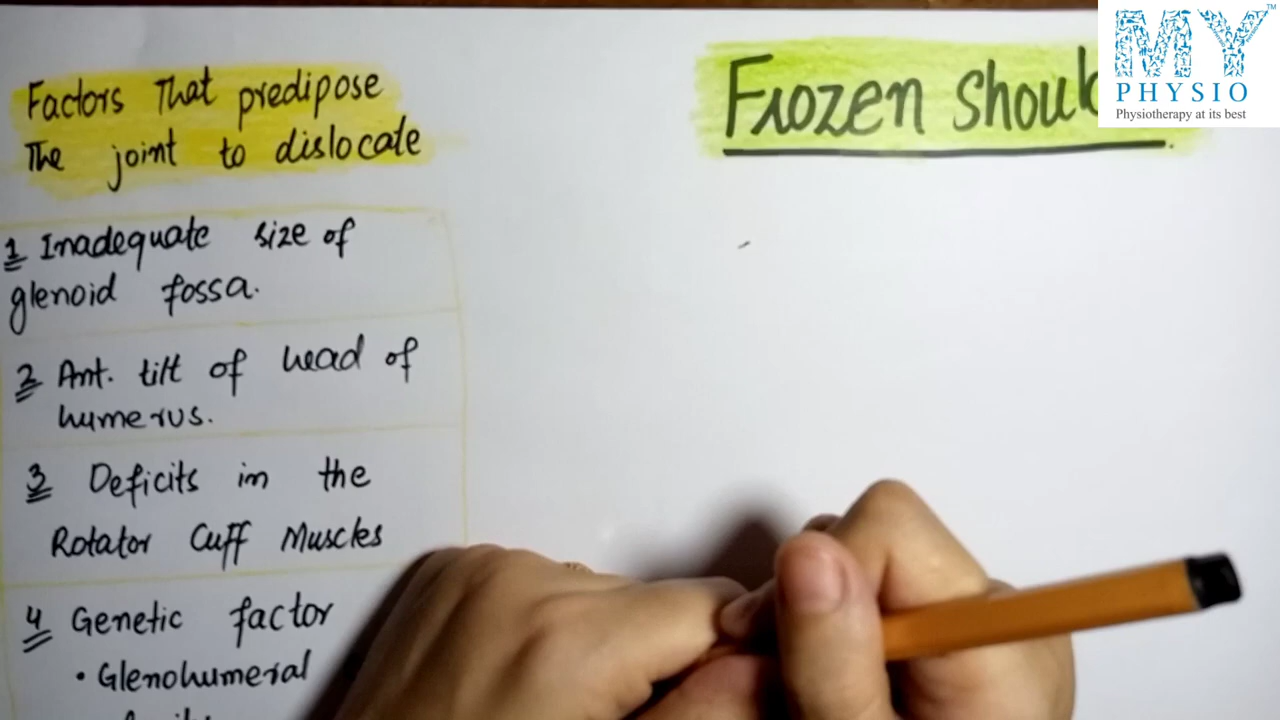 Factors That predipose
The joint to dislocate
1 Inadequate size of
glenoid fossa.
2 Ant. tilt of head of
humerus.
3 Deficits in the
Rotator Cuff Muscles
4 Genetic factor
• Glenohumeral
Frozen Shoul
MY
PHYSIO
Physiotherapy at its best
TM